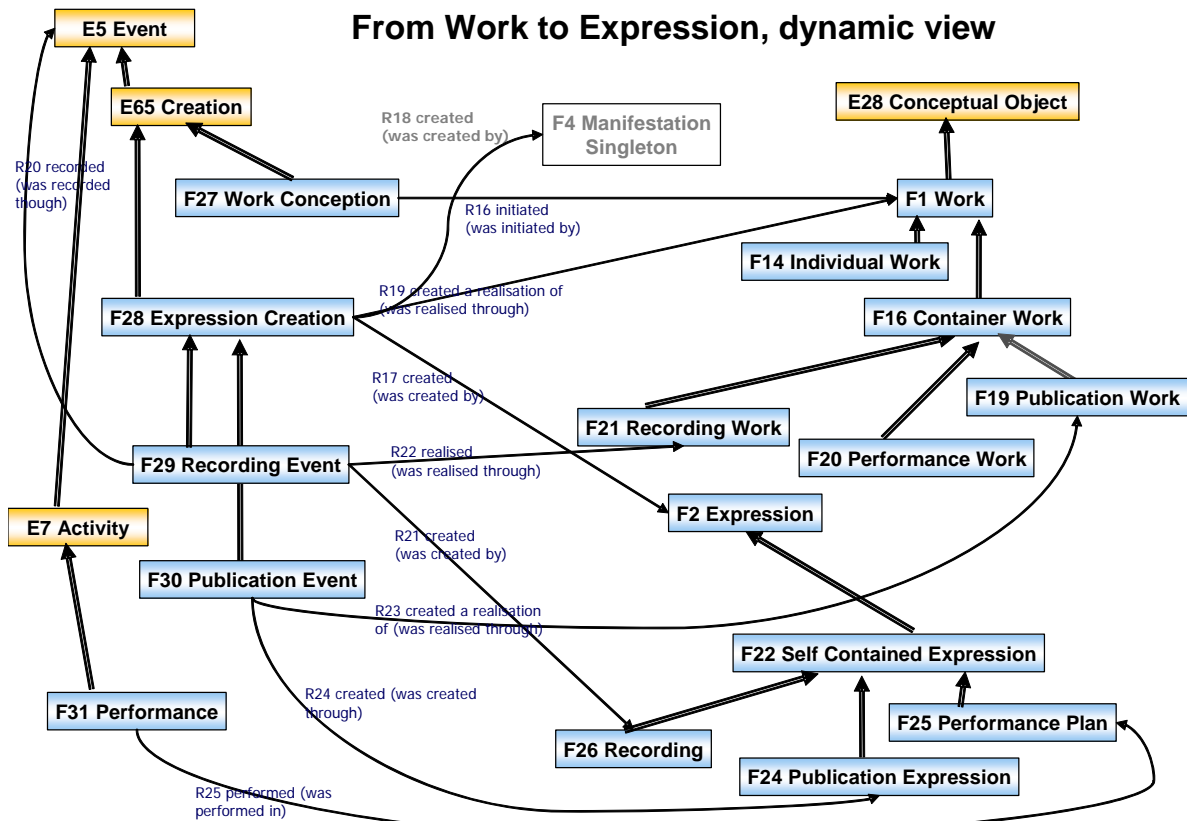 From Work to Expression, dynamic view
E5 Event
E65 Creation
E28 Conceptual Object
R18 created
(was created by)
F4 Manifestation
Singleton
R20 recorded
(was recorded
though)
F27 Work Conception
F1 Work
R16 initiated
(was initiated by)
F14 Individual Work
R19 created a realisation of
(was realised through)
F28 Expression Creation
F16 Container Work
R17 created
(was created by)
F19 Publication Work
F21 Recording Work
F29 Recording Event
R22 realised
(was realised through)
F20 Performance Work
F2 Expression
E7 Activity
R21 created
(was created by)
F30 Publication Event
R23 created a realisation
of (was realised through)
F22 Self Contained Expression
R24 created (was created
through)
F31 Performance
F25 Performance Plan
F26 Recording
F24 Publication Expression
R25 performed (was
performed in)